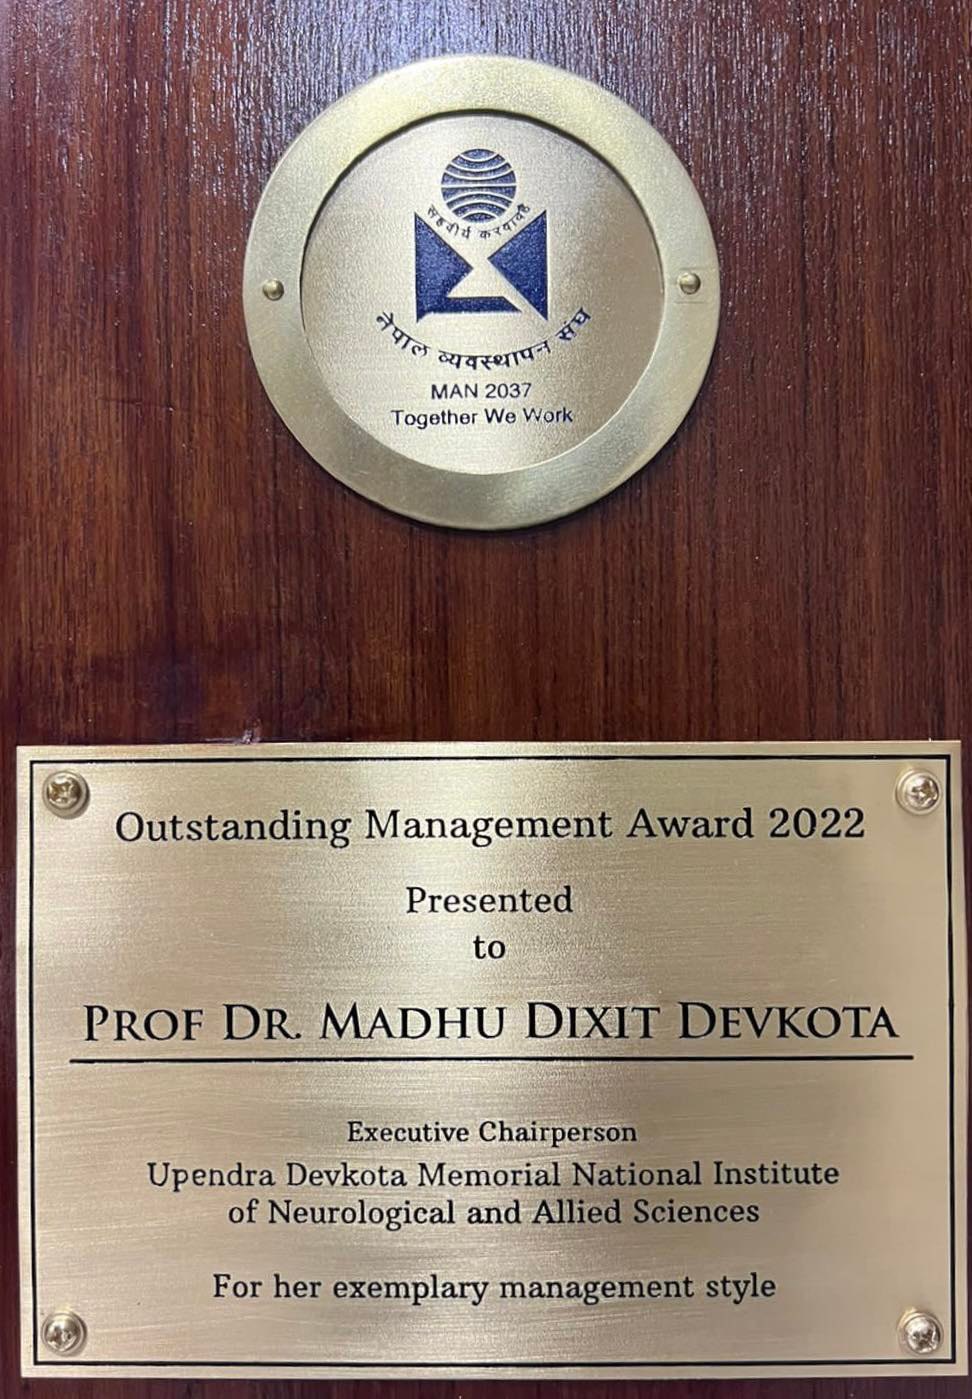 सहवीर्य करवावहै
नेपाल व्यवस्थापन संघ
MAN 2037
Together We Work
Outstanding Management Award 2022
Presented
to
PROF DR. MADHU DIXIT DEVKOTA
Executive Chairperson
Upendra Devkota Memorial National Institute
of Neurological and Allied Sciences
For her exemplary management style